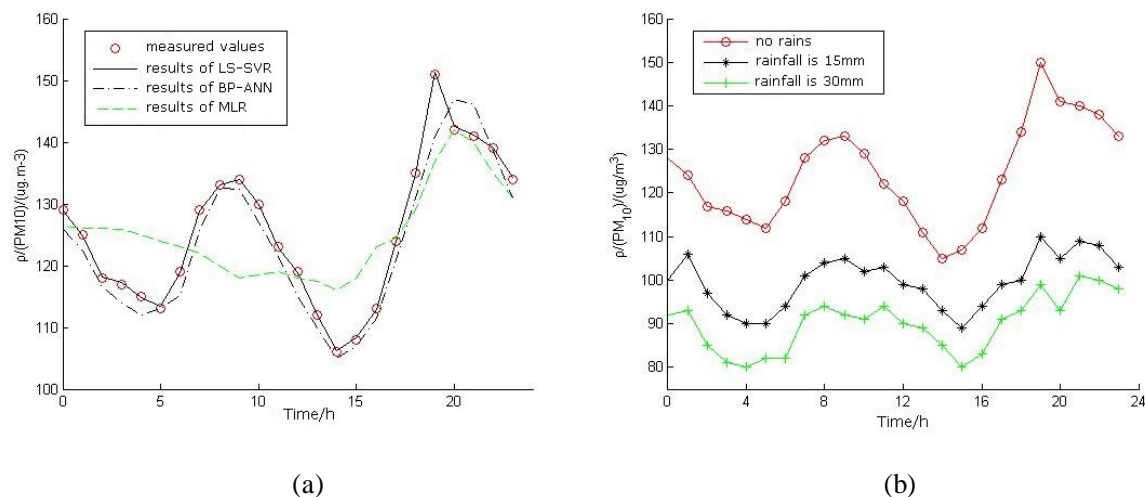 160
measured values
results of LS-SVR
results of BP-ANN
results of MLR
150
140
130
120
110
100
0
5
10
15
20
ρ/(PM10)/(ug.m-3)
Time/h
(a)
160
no rains
rainfall is 15mm
rainfall is 30mm
150
140
130
120
110
100
90
80
0
4
8
12
16
20
24
ρ/(PM10)/(ug/m3)
Time/h
(b)